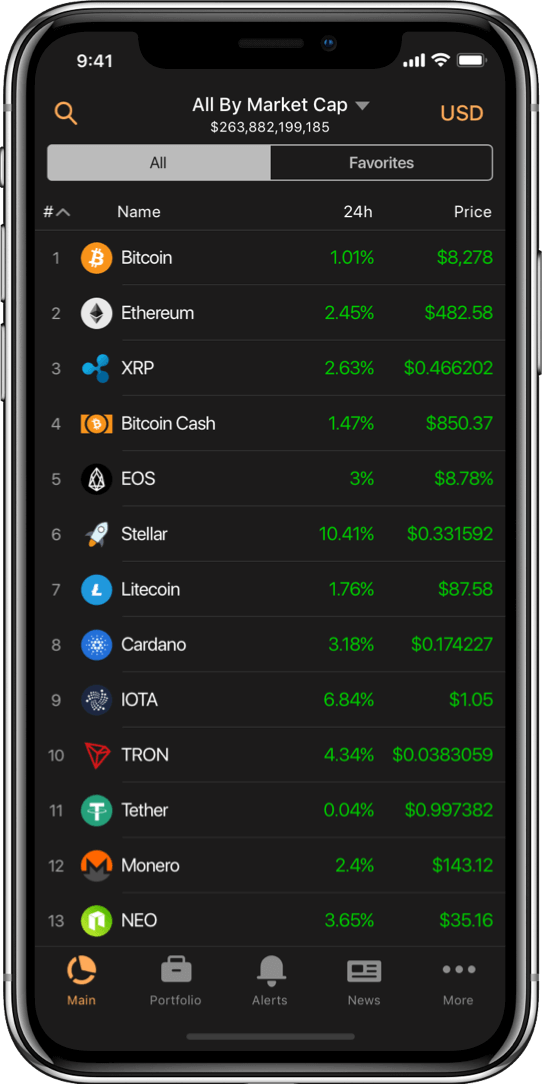 9:41
All By Market Cap
$263,882,199,185
USD
All Favorites
# Name 24h Price
1 Bitcoin 1.01% $8,278
2 Ethereum 2.45% $482.58
3 XRP 2.63% $0.466202
4 Bitcoin Cash 1.47% $850.37
5 EOS 3% $8.78%
6 Stellar 10.41% $0.331592
7 Litecoin 1.76% $87.58
8 Cardano 3.18% $0.174227
9 IOTA 6.84% $1.05
10 TRON 4.34% $0.0383059
11 Tether 0.04% $0.997382
12 Monero 2.4% $143.12
13 NEO 3.65% $35.16
Main Portfolio Alerts News More